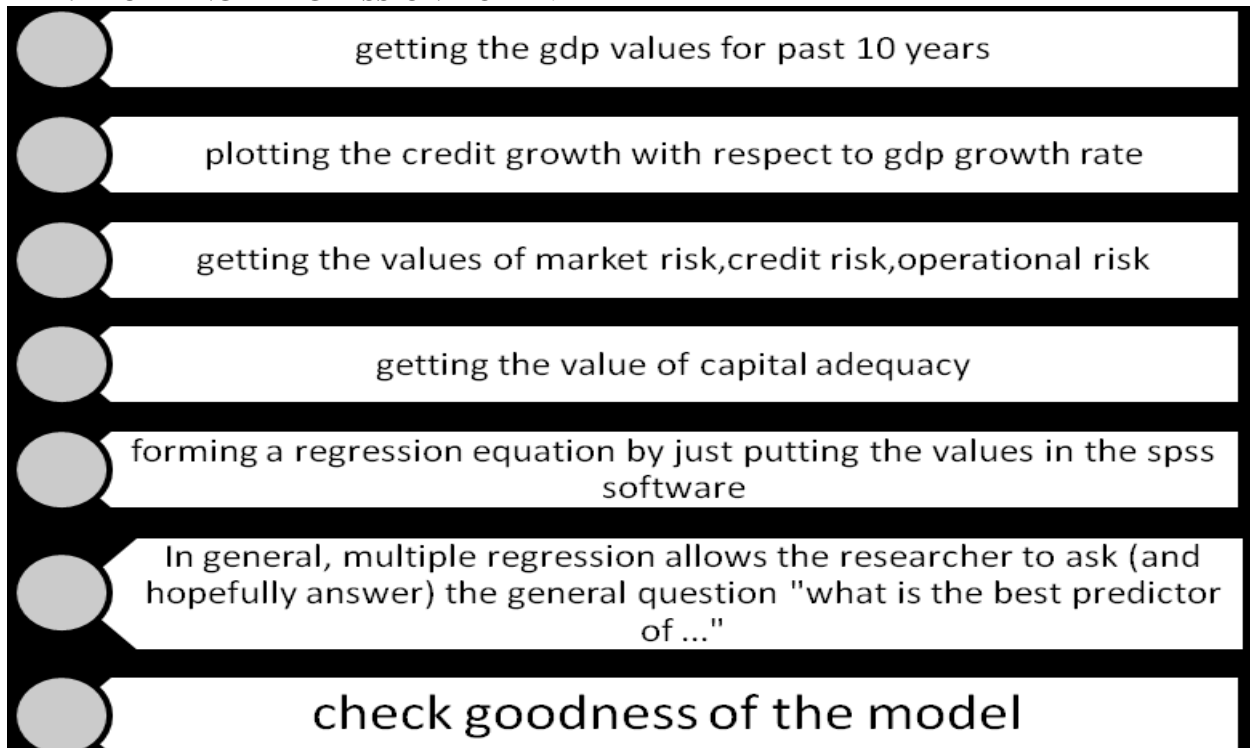 getting the gdp values for past 10 years
plotting the credit growth with respect to gdp growth rate
getting the values of market risk,credit risk,operational risk
getting the value of capital adequacy
forming a regression equation by just putting the values in the spss
software
In general, multiple regression allows the researcher to ask (and
hopefully answer) the general question "what is the best predictor
of ..."
check goodness of the model